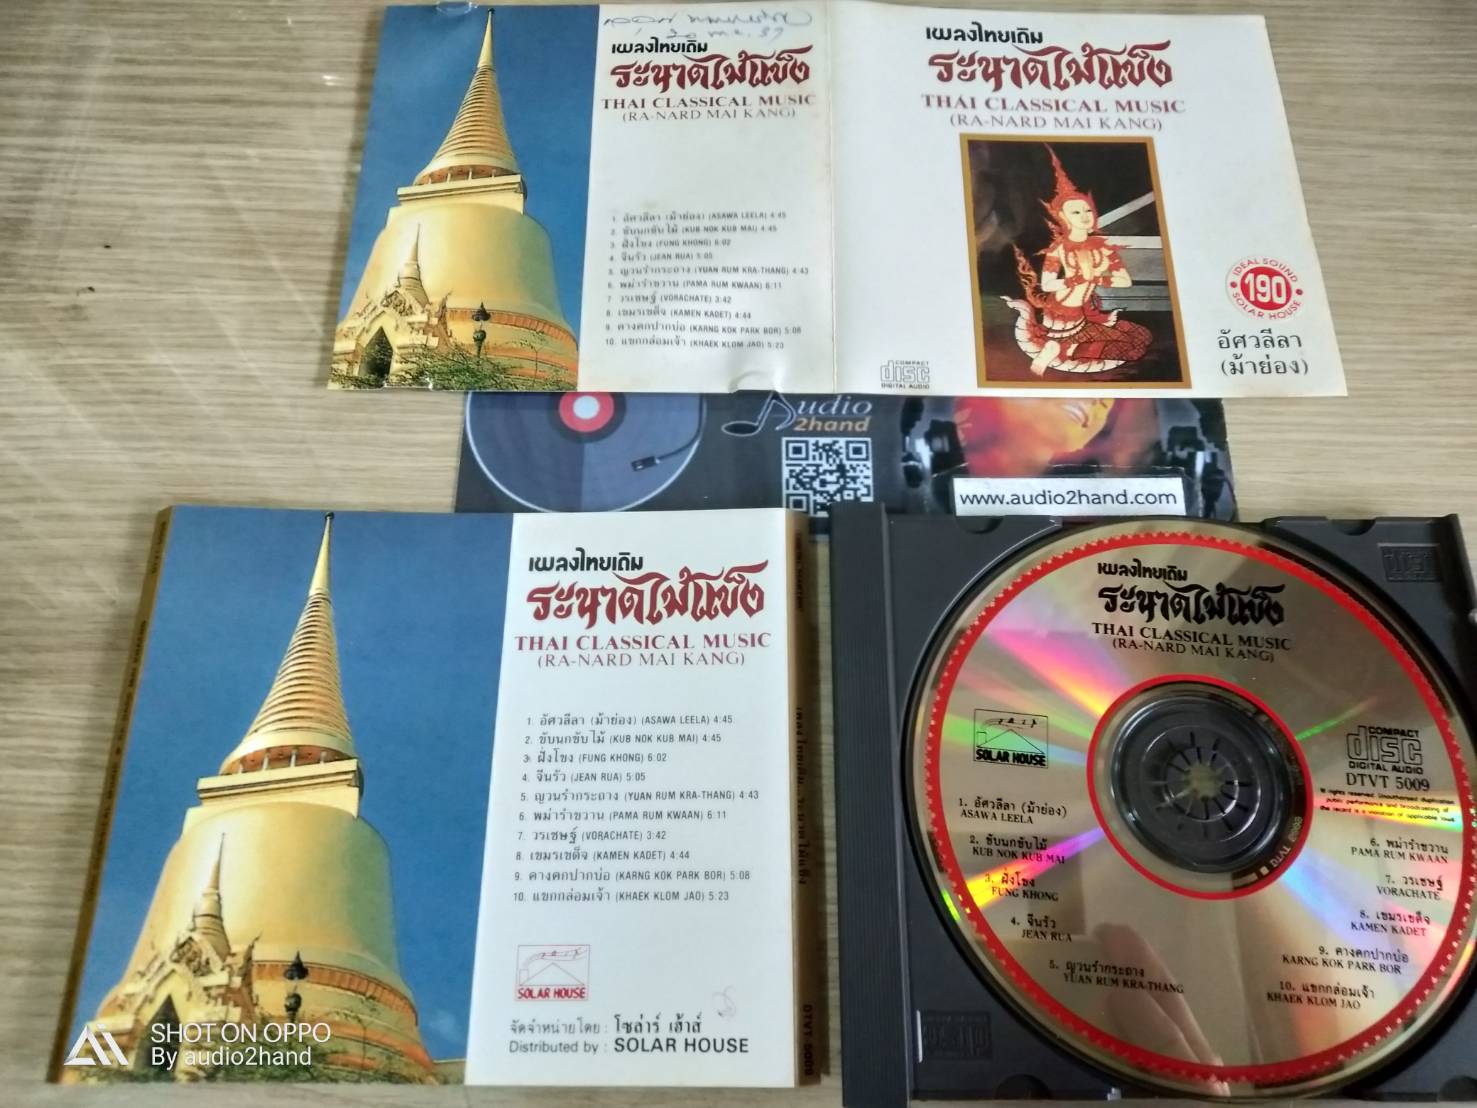 20 พ.ค. 39
เพลงไทยเดิม
ระนาดไม้แข็ง
THAI CLASSICAL MUSIC
(RA-NARD MAI KANG)
1. อัศวลีลา (ม้าย่อง) (ASAWA LEELA) 4:45
2. ขับนกขับไม้ (KUB NOK KUB MAI) 4:45
3. ฝั่งโขง (FUNG KHONG) 6:02
4. จีนรัว (JEAN RUA) 5:05
5. ญวนรำกระถาง (YUAN RUM KRA-THANG) 4:43
6. พม่ารำขวาน (PAMA RUM KWAAN) 6:11
7. วรเชษฐ์ (VORACHATE) 3:42
8. เขมรเขต็จ (KAMEN KADET) 4:44
9. คางคกปากบ่อ (KARNG KOK PARK BOR) 5:08
10. แขกกล่อมเจ้า (KHAEK KLOM JAO) 5:23
เพลงไทยเดิม
ระนาดไม้แข็ง
THAI CLASSICAL MUSIC
(RA-NARD MAI KANG)
IDEAL SOUND
190
SOLAR HOUSE
อัศวลีลา
(ม้าย่อง)
COMPACT
disc
DIGITAL AUDIO
Audio
2hand
www.audio2hand.com
เพลงไทยเดิม
ระนาดไม้แข็ง
THAI CLASSICAL MUSIC
(RA-NARD MAI KANG)
1. อัศวลีลา (ม้าย่อง) (ASAWA LEELA) 4:45
2. ขับนกขับไม้ (KUB NOK KUB MAI) 4:45
3. ฝั่งโขง (FUNG KHONG) 6:02
4. จีนรัว (JEAN RUA) 5:05
5. ญวนรำกระถาง (YUAN RUM KRA-THANG) 4:43
6. พม่ารำขวาน (PAMA RUM KWAAN) 6:11
7. วรเชษฐ์ (VORACHATE) 3:42
8. เขมรเขต็จ (KAMEN KADET) 4:44
9. คางคกปากบ่อ (KARNG KOK PARK BOR) 5:08
10. แขกกล่อมเจ้า (KHAEK KLOM JAO) 5.23
SOLAR HOUSE
จัดจำหน่ายโดย : โซล่าร์ เฮ้าส์
Distributed by : SOLAR HOUSE
DTVT 5009
เพลงไทยเดิม
ระนาดไม้แข็ง
THAI CLASSICAL MUSIC
(RA-NARD MAI KANG)
SOLAR HOUSE
COMPACT
disc
DIGITAL AUDIO
DTVT 5009
All rights reserved. Unauthorised duplication
public performance and broadcasting of
the record is a violation of applicable laws
1. อัศวลีลา (ม้าย่อง)
ASAWA LEELA
2. ขับนกขับไม้
KUB NOK KUB MAI
3. ฝั่งโขง
FUNG KHONG
4. จีนรัว
JEAN RUA
5. ญวนรำกระถาง
YUAN RUM KRA-THANG
6. พม่ารำขวาน
PAMA RUM KWAAN
7. วรเชษฐ์
VORACHATE
8. เขมรเขต็จ
KAMEN KADET
9. คางคกปากบ่อ
KARNG KOK PARK BOR
10. แขกกล่อมเจ้า
KHAEK KLOM JAO
SHOT ON OPPO
By audio2hand